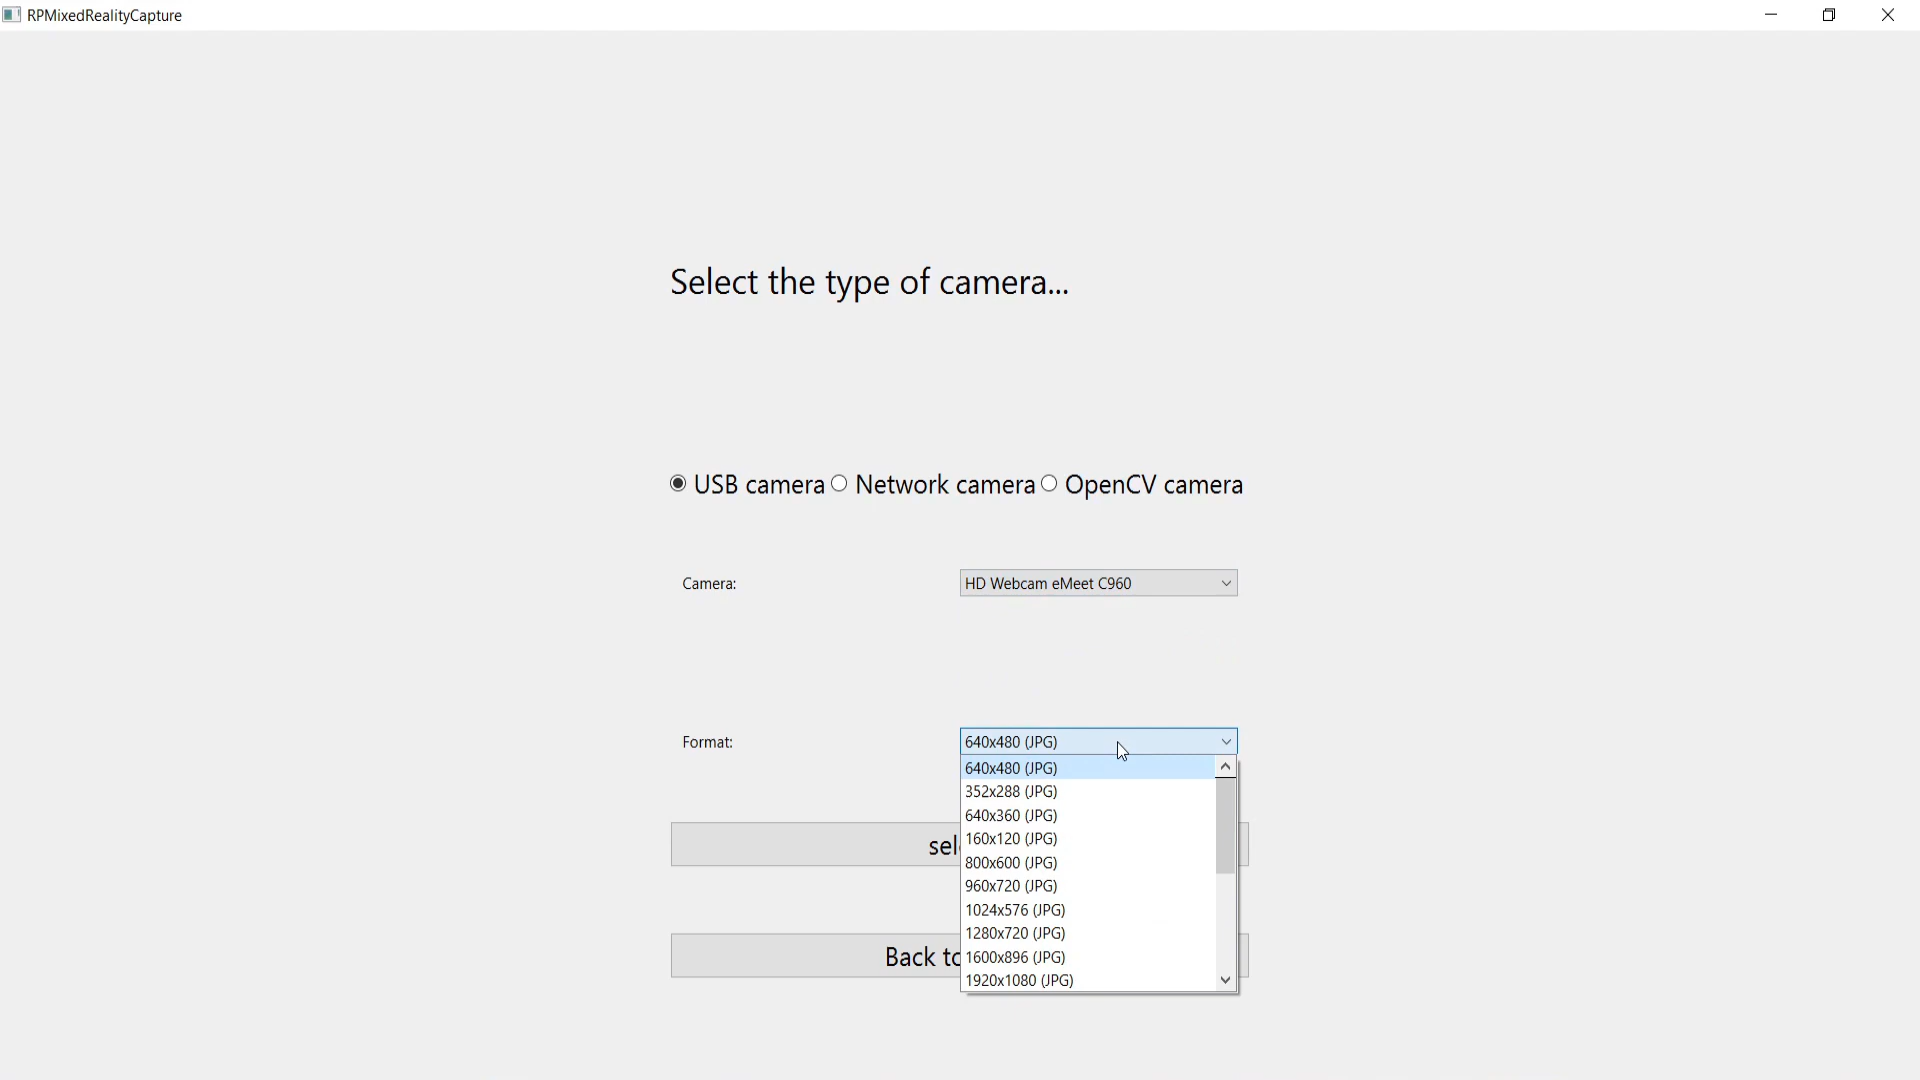 RPMixedRealityCapture
Select the type of camera...
USB camera Network camera OpenCV camera
Camera: HD Webcam eMeet C960
Format: 640x480 (JPG)
640x480 (JPG)
352x288 (JPG)
640x360 (JPG)
160x120 (JPG)
800x600 (JPG)
960x720 (JPG)
1024x576 (JPG)
1280x720 (JPG)
1600x896 (JPG)
1920x1080 (JPG)
Back